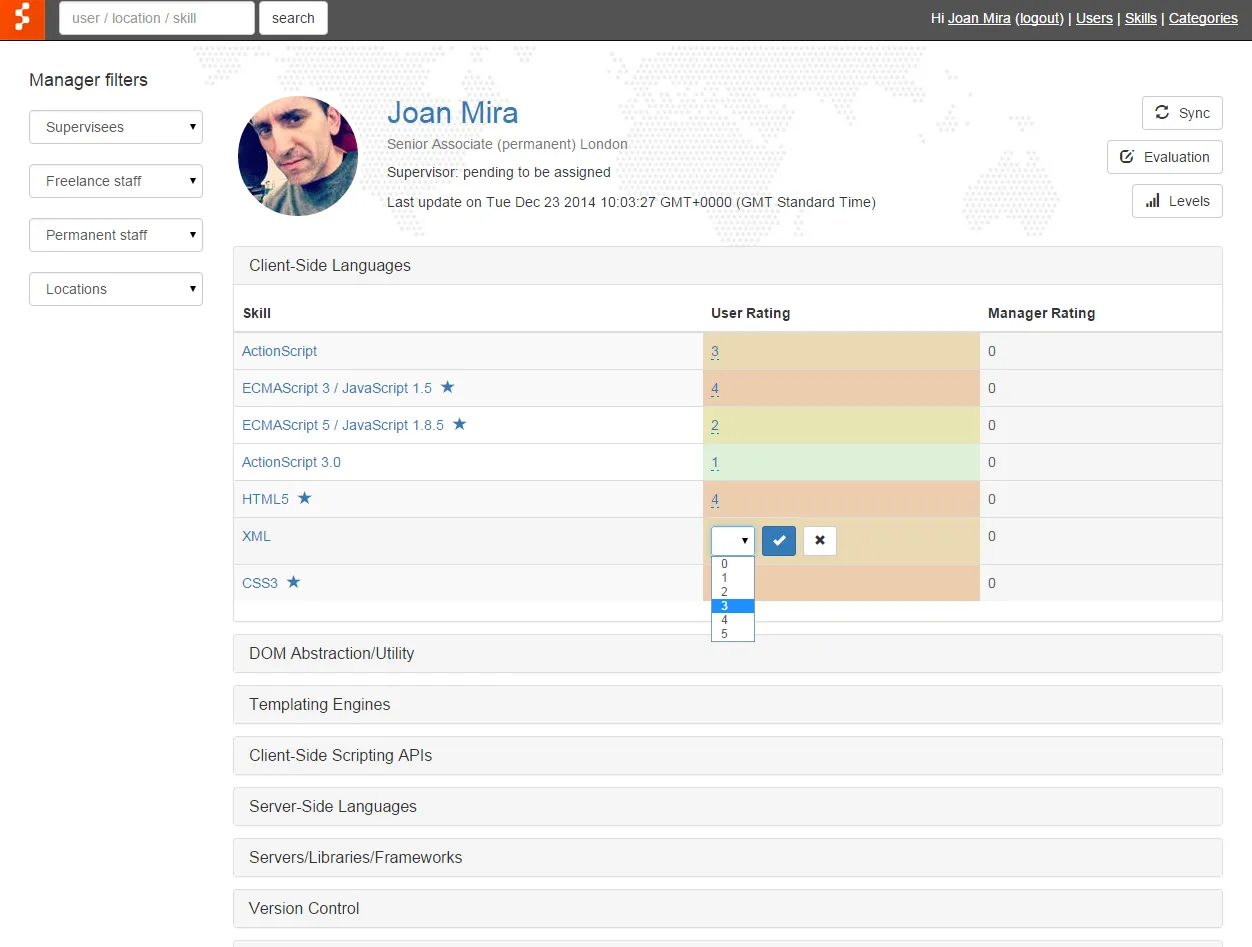 user / location / skill search Hi Joan Mira (logout) | Users | Skills | Categories
Manager filters
Supervisees
Freelance staff
Permanent staff
Locations
Joan Mira
Senior Associate (permanent) London
Supervisor: pending to be assigned
Last update on Tue Dec 23 2014 10:03:27 GMT+0000 (GMT Standard Time)
Sync
Evaluation
Levels
Client-Side Languages
Skill User Rating Manager Rating
ActionScript 3 0
ECMAScript 3 / JavaScript 1.5 ★ 4 0
ECMAScript 5 / JavaScript 1.8.5 ★ 2 0
ActionScript 3.0 1 0
HTML5 ★ 4 0
XML 0
0
1
2
3
4
5
CSS3 ★ 0
DOM Abstraction/Utility
Templating Engines
Client-Side Scripting APIs
Server-Side Languages
Servers/Libraries/Frameworks
Version Control